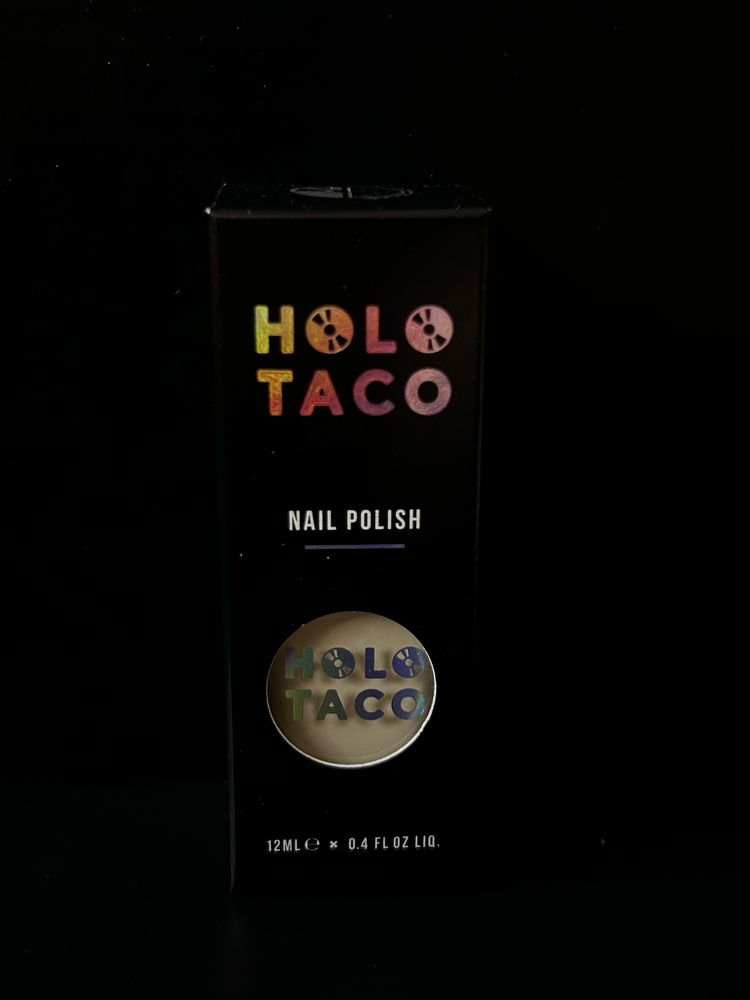 HOLO
TACO
NAIL POLISH
HOLO
TACO
12ML ℮ × 0.4 FL OZ LIQ.